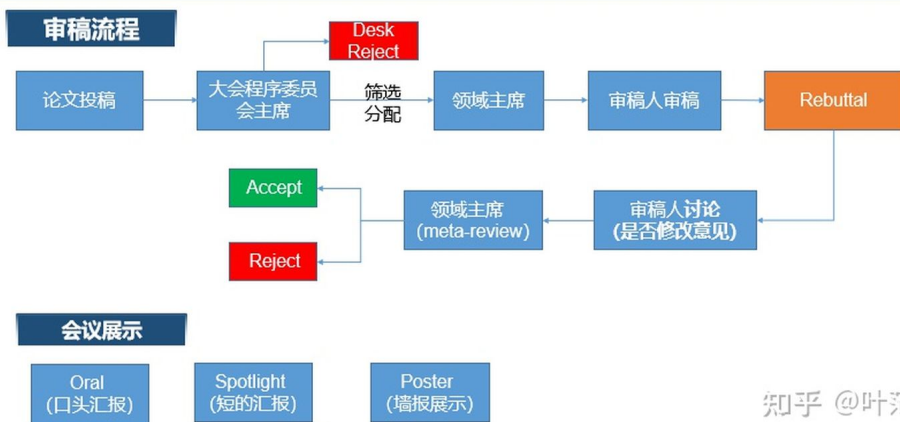 审稿流程
Desk
Reject
论文投稿
大会程序委员
会主席
筛选
分配
领域主席
审稿人审稿
Rebuttal
Accept
领域主席
(meta-review)
审稿人讨论
(是否修改意见)
Reject
会议展示
Oral
(口头汇报)
Spotlight
(短的汇报)
Poster
(墙报展示)
知乎 @叶